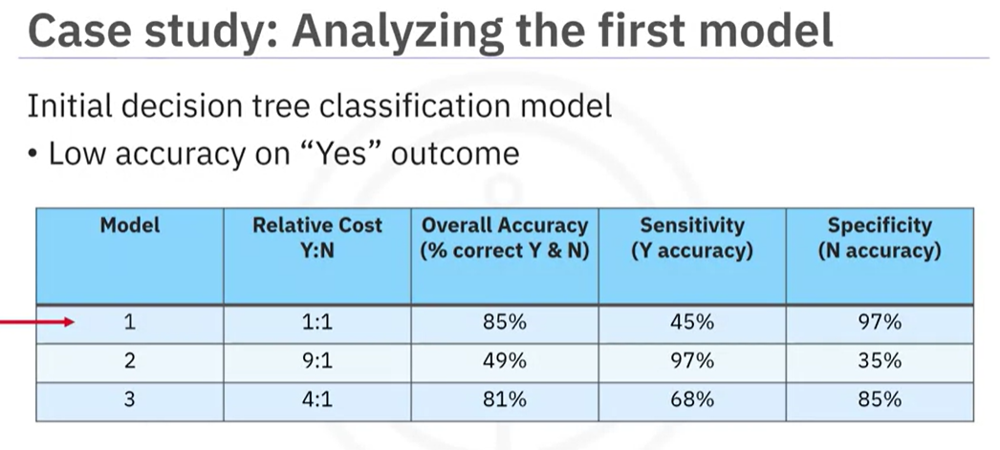 Case study: Analyzing the first model
Initial decision tree classification model
• Low accuracy on “Yes” outcome
Model Relative Cost Overall Accuracy Sensitivity Specificity
Y:N (% correct Y & N) (Y accuracy) (N accuracy)
1 1:1 85% 45% 97%
2 9:1 49% 97% 35%
3 4:1 81% 68% 85%